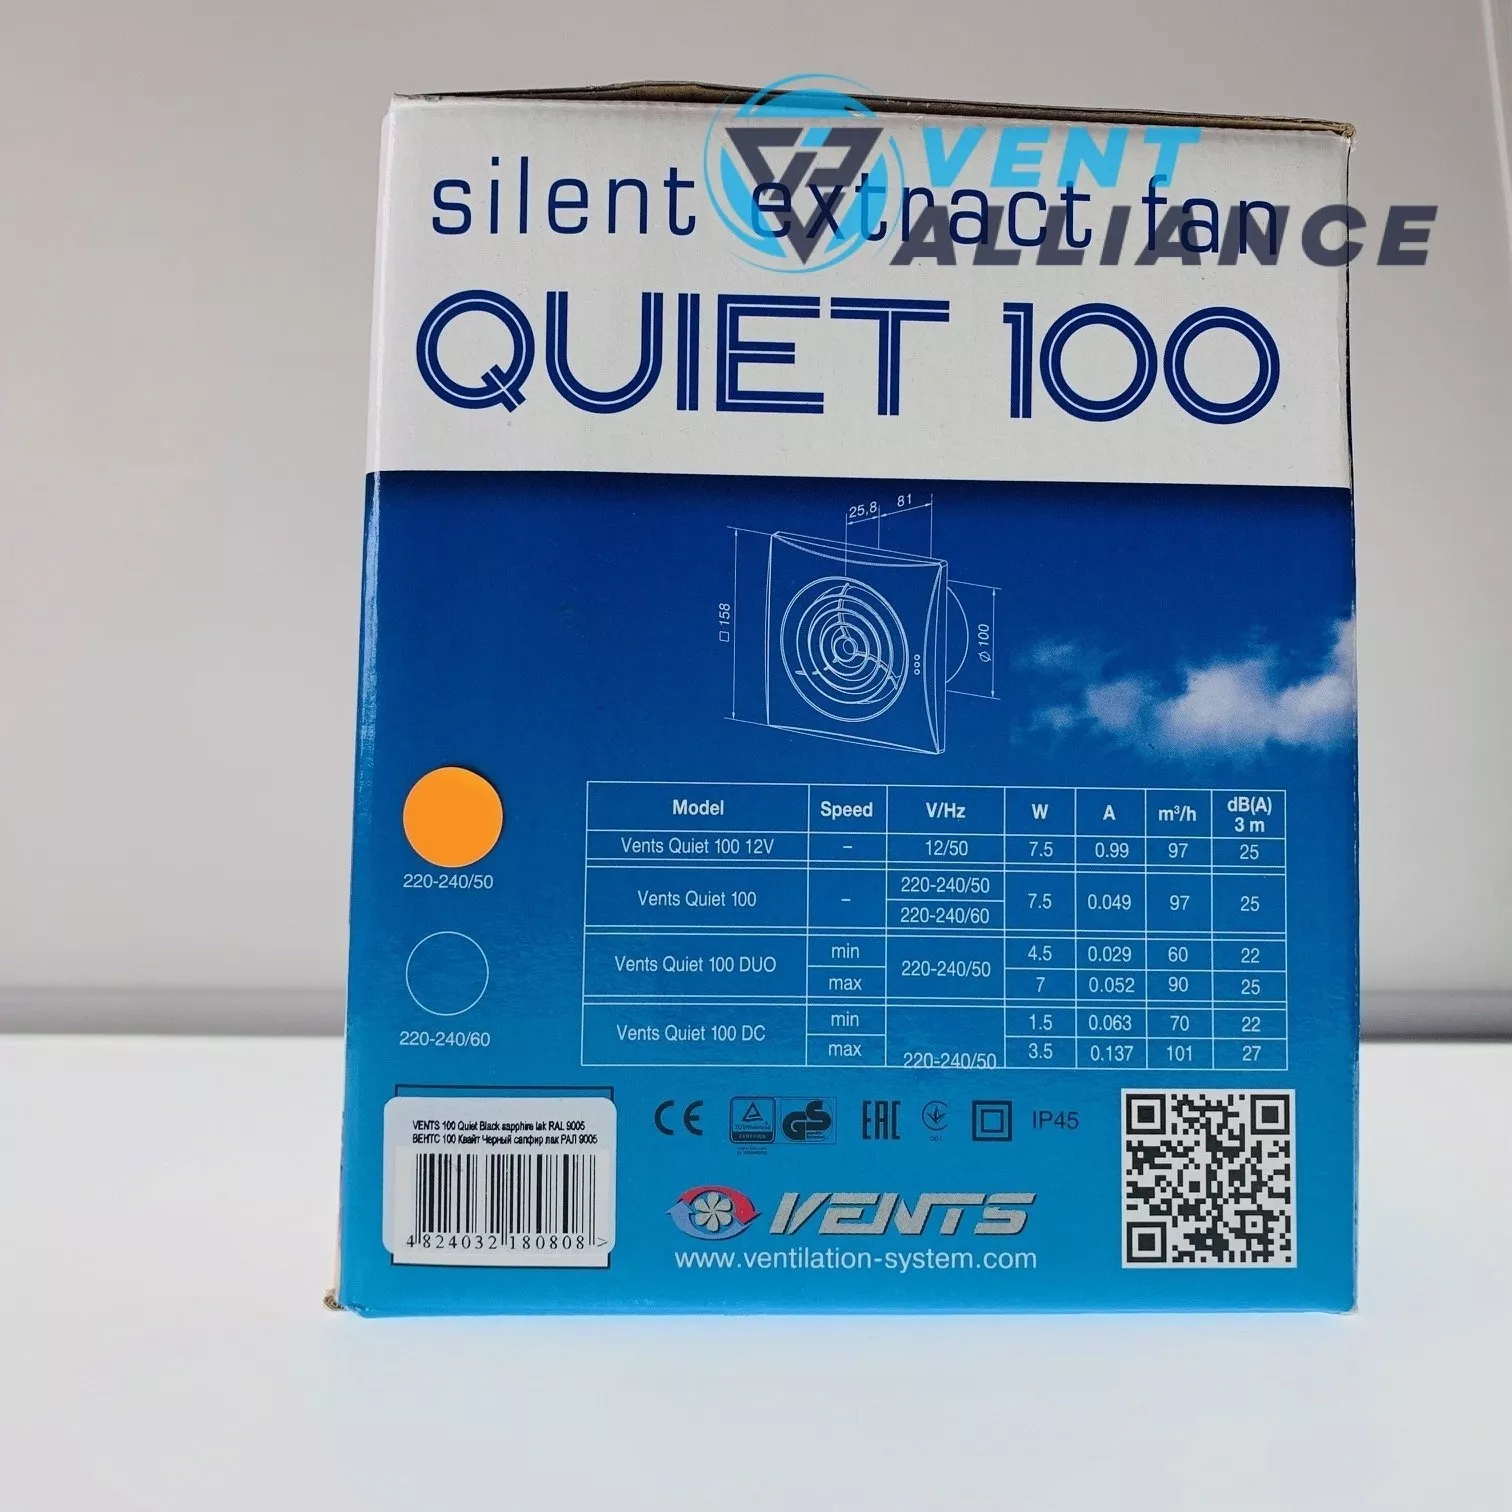 VENT
ALLIANCE
silent extract fan
QUIET 100
25,8 81
□ 158
Ø 100
Model Speed V/Hz W A m³/h dB(A) 3 m
Vents Quiet 100 12V – 12/50 7.5 0.99 97 25
Vents Quiet 100 – 220-240/50 220-240/60 7.5 0.049 97 25
Vents Quiet 100 DUO min 220-240/50 4.5 0.029 60 22
max 7 0.052 90 25
Vents Quiet 100 DC min 220-240/50 1.5 0.063 70 22
max 3.5 0.137 101 27
220-240/50
220-240/60
VENTS 100 Quiet Black sapphire lak RAL 9005
ВЕНТС 100 Квайт Черный сапфир лак РАЛ 9005
4 824032 180808 >
CE GS EAC 001 IP45
VENTS
www.ventilation-system.com